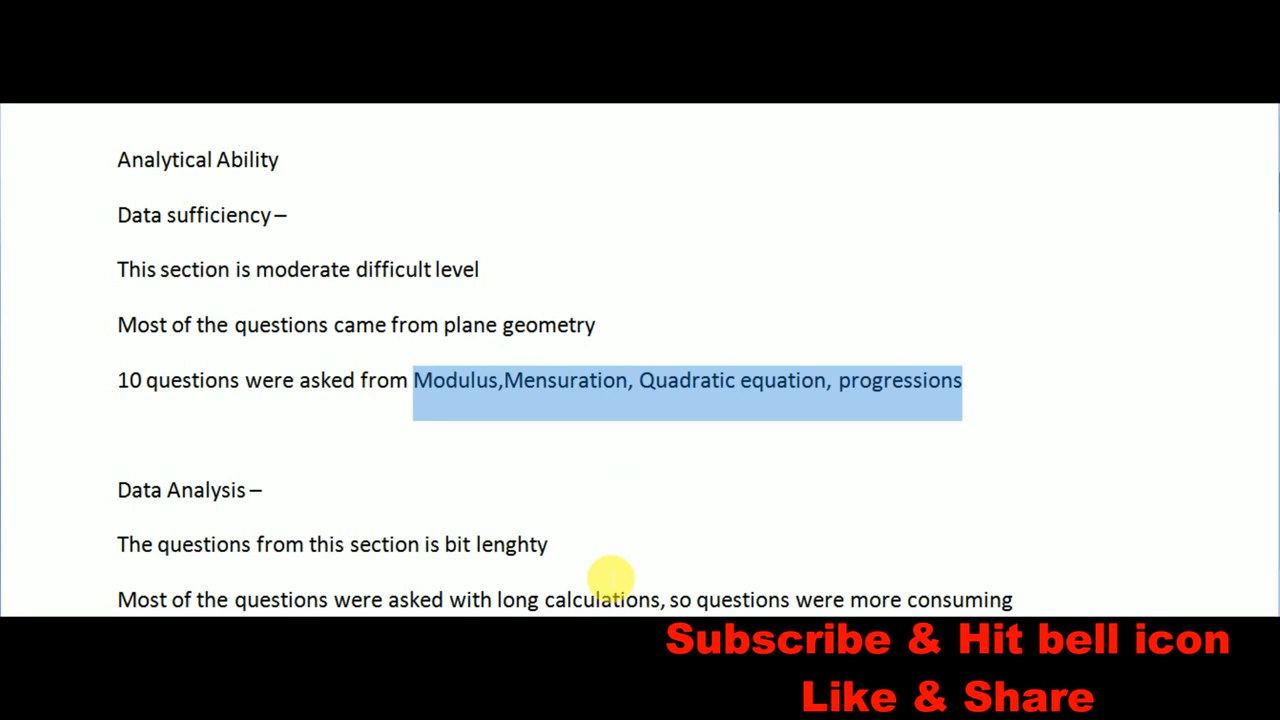 Analytical Ability
Data sufficiency –
This section is moderate difficult level
Most of the questions came from plane geometry
10 questions were asked from Modulus,Mensuration, Quadratic equation, progressions
Data Analysis –
The questions from this section is bit lenghty
Most of the questions were asked with long calculations, so questions were more consuming
Subscribe & Hit bell icon
Like & Share